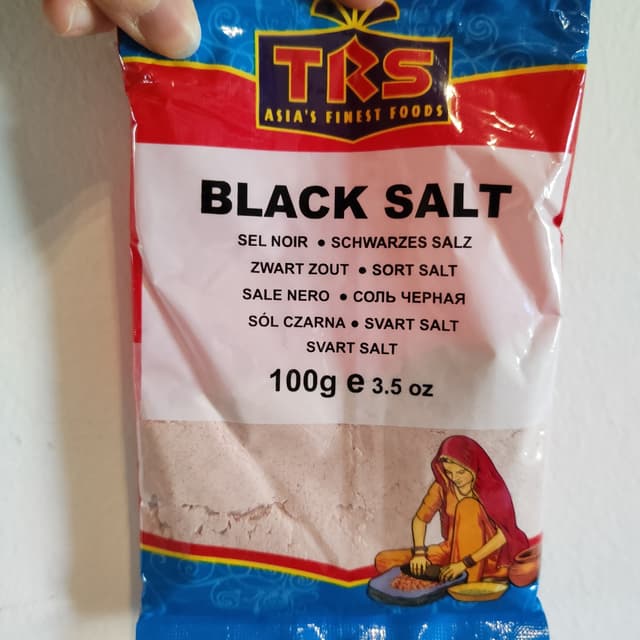 TRS
ASIA'S FINEST FOODS
BLACK SALT
SEL NOIR ● SCHWARZES SALZ
ZWART ZOUT ● SORT SALT
SALE NERO ● СОЛЬ ЧЕРНАЯ
SÓL CZARNA ● SVART SALT
SVART SALT
100g e 3.5 oz